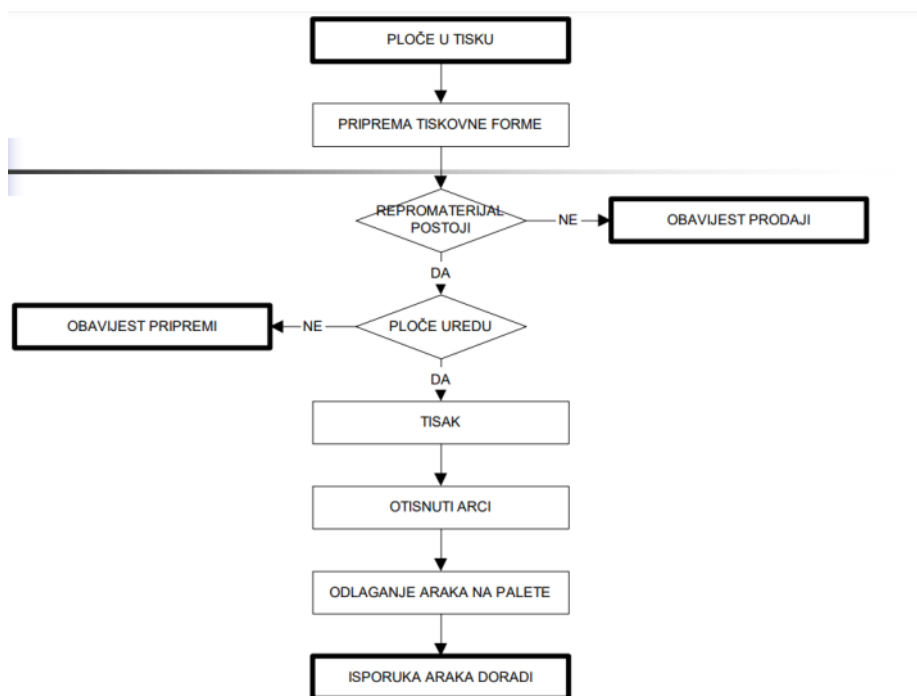 PLOČE U TISKU
PRIPREMA TISKOVNE FORME
REPROMATERIJAL
POSTOJI
NE
OBAVIJEST PRODAJI
DA
OBAVIJEST PRIPREMI
NE
PLOČE UREDU
DA
TISAK
OTISNUTI ARCI
ODLAGANJE ARAKA NA PALETE
ISPORUKA ARAKA DORADI